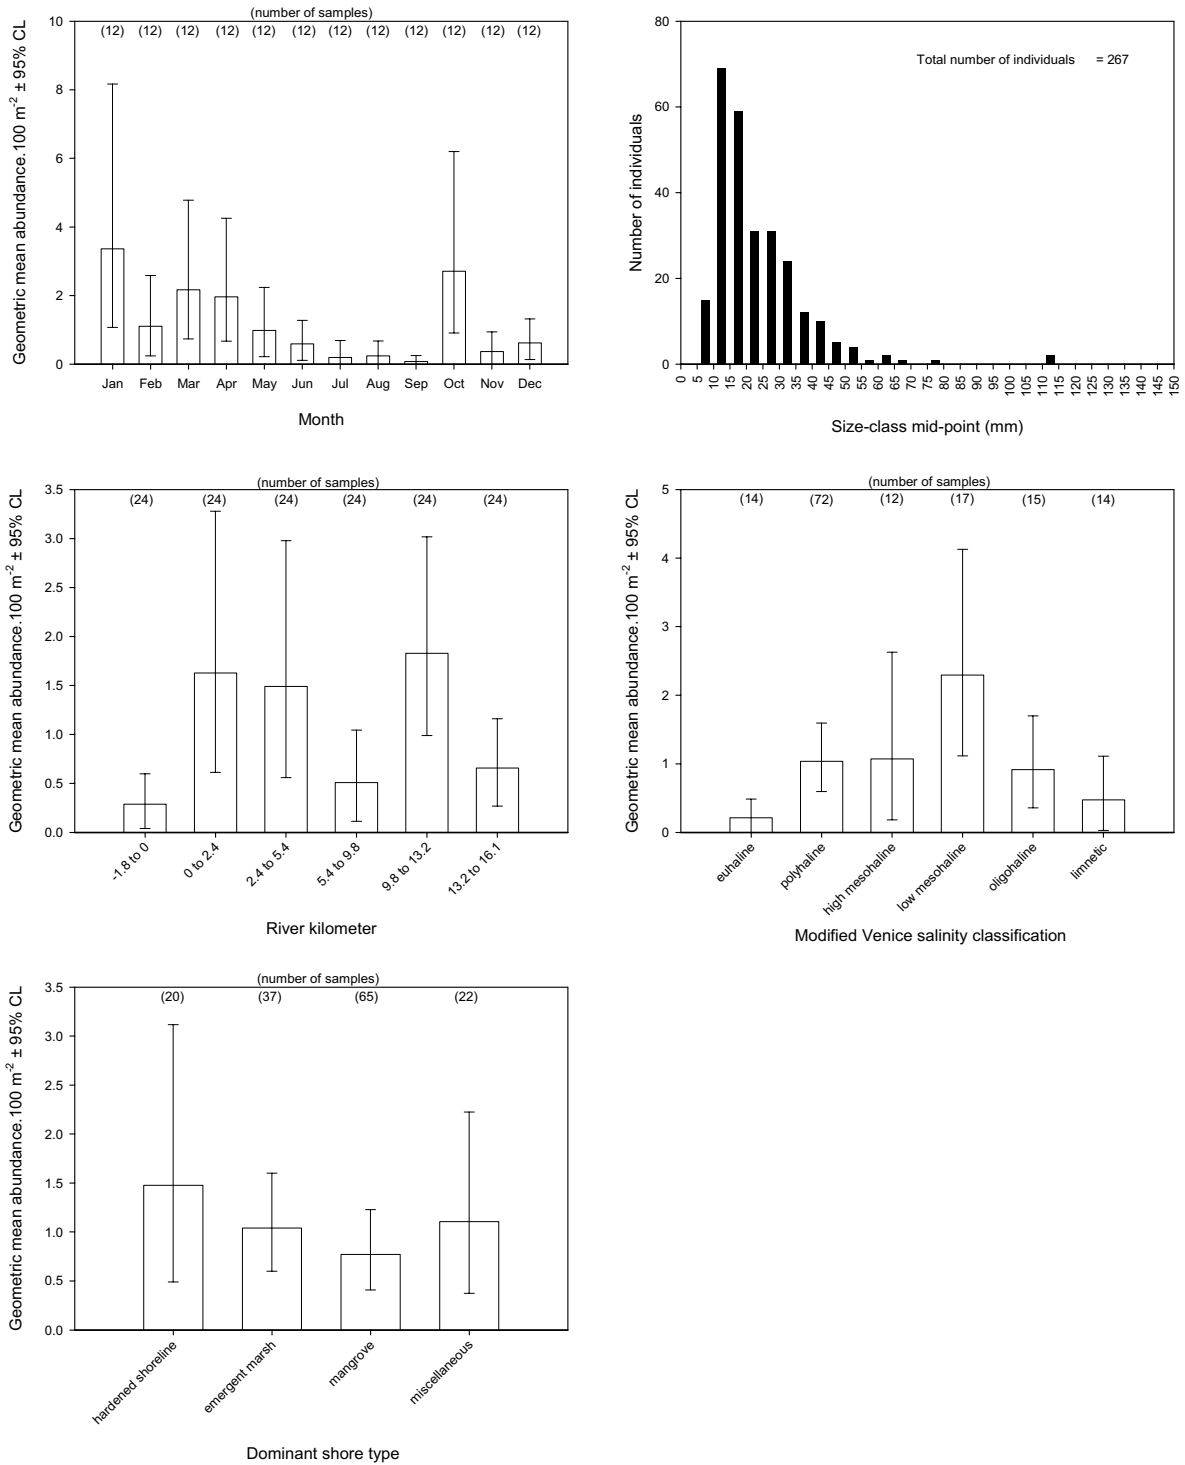 (number of samples)
(12) (12) (12) (12) (12) (12) (12) (12) (12) (12) (12) (12)
Geometric mean abundance.100 m-2 ± 95% CL
10
8
6
4
2
0
Jan Feb Mar Apr May Jun Jul Aug Sep Oct Nov Dec
Month
Total number of individuals = 267
Number of individuals
80
60
40
20
0
0 5 10 15 20 25 30 35 40 45 50 55 60 65 70 75 80 85 90 95 100 105 110 115 120 125 130 135 140 145 150
Size-class mid-point (mm)
(number of samples)
(24) (24) (24) (24) (24) (24)
Geometric mean abundance.100 m-2 ± 95% CL
3.5
3.0
2.5
2.0
1.5
1.0
0.5
0.0
-1.8 to 0
0 to 2.4
2.4 to 5.4
5.4 to 9.8
9.8 to 13.2
13.2 to 16.1
River kilometer
(number of samples)
(14) (72) (12) (17) (15) (14)
Geometric mean abundance.100 m-2 ± 95% CL
5
4
3
2
1
0
euhaline
polyhaline
high mesohaline
low mesohaline
oligohaline
limnetic
Modified Venice salinity classification
(number of samples)
(20) (37) (65) (22)
Geometric mean abundance.100 m-2 ± 95% CL
3.5
3.0
2.5
2.0
1.5
1.0
0.5
0.0
hardened shoreline
emergent marsh
mangrove
miscellaneous
Dominant shore type